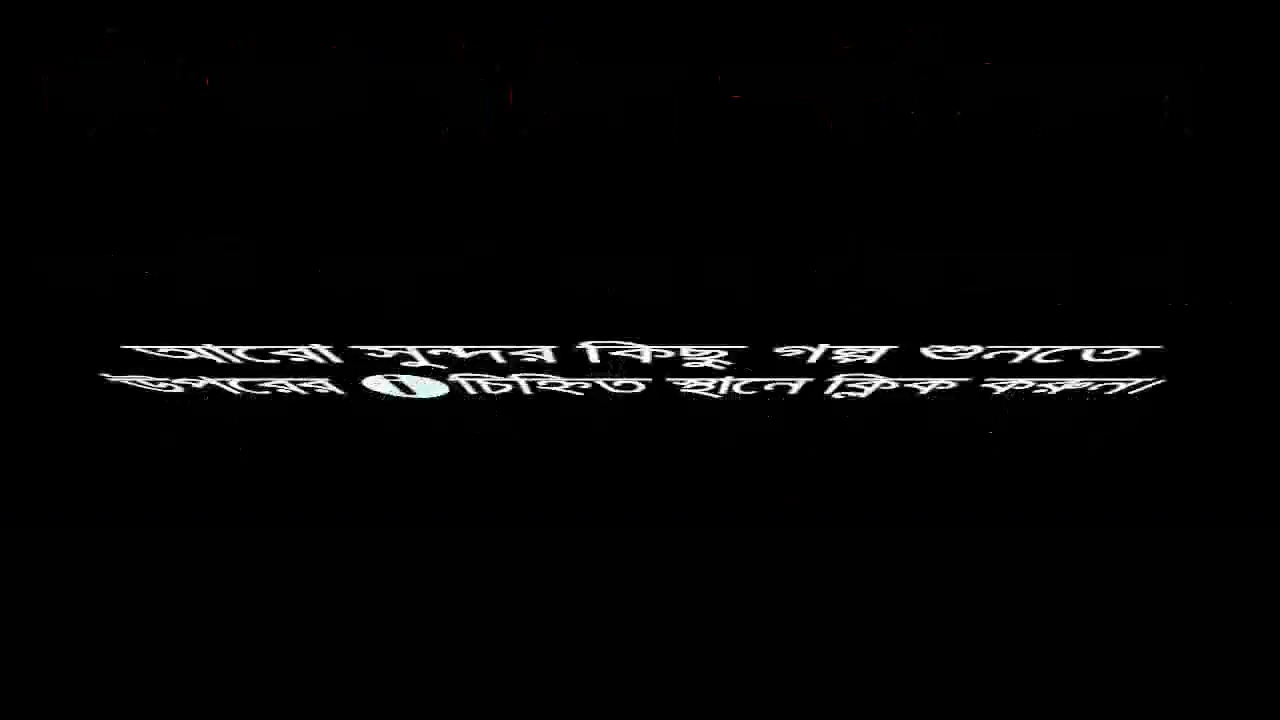 আরো সুন্দর কিছু গল্প শুনতে
উপরের i চিহ্নিত স্থানে ক্লিক করুন।